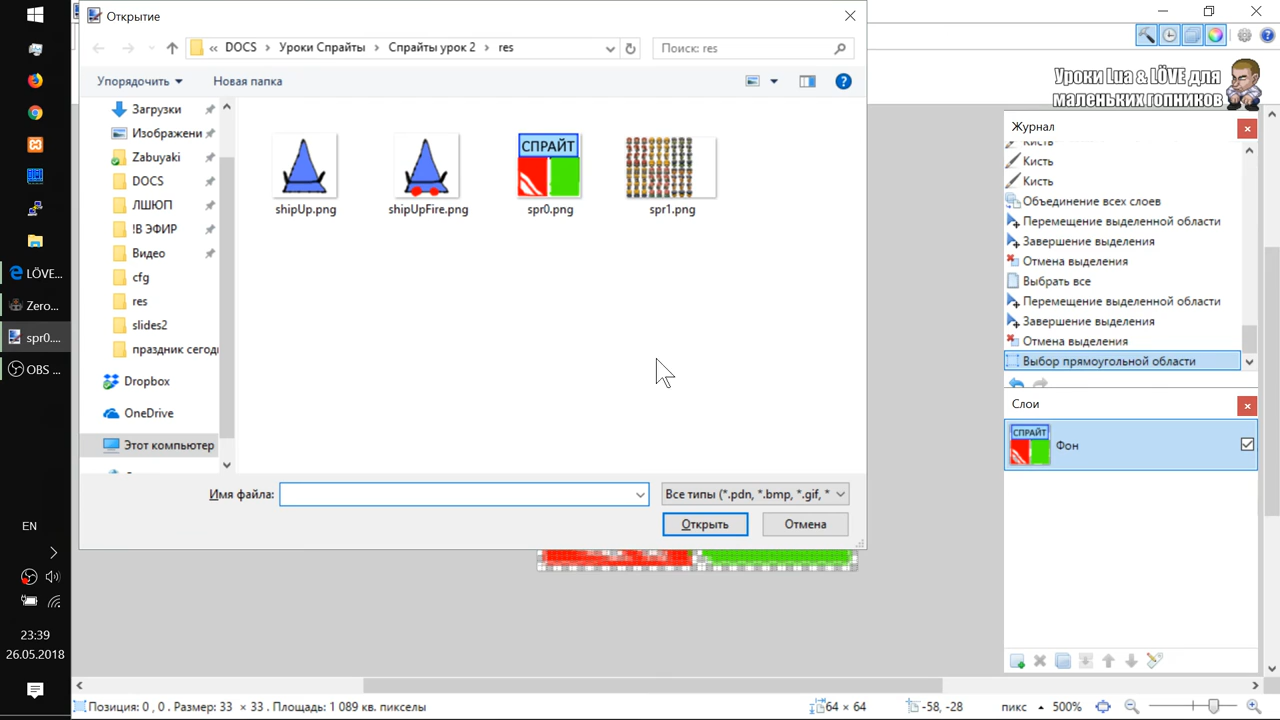 Открытие
« DOCS > Уроки Спрайты > Спрайты урок 2 > res
Поиск: res
Упорядочить
Новая папка
Загрузки
Изображени
Zabuyaki
DOCS
ЛШЮП
!В ЭФИР
Видео
cfg
res
slides2
праздник сегод
Dropbox
OneDrive
Этот компьютер
СПРАЙТ
shipUp.png
shipUpFire.png
spr0.png
spr1.png
Имя файла:
Все типы (*.pdn, *.bmp, *.gif, *
Открыть
Отмена
LÖVE...
Zero...
spr0....
OBS ...
EN
23:39
26.05.2018
Уроки Lua & LÖVE для
маленьких гопников
Журнал
Кисть
Кисть
Кисть
Объединение всех слоев
Перемещение выделенной области
Завершение выделения
Отмена выделения
Выбрать все
Перемещение выделенной области
Завершение выделения
Отмена выделения
Выбор прямоугольной области
Слои
СПРАЙТ
Фон
Позиция: 0 , 0 . Размер: 33 × 33 . Площадь: 1 089 кв. пикселы
64 × 64
-58, -28
пикс
500%